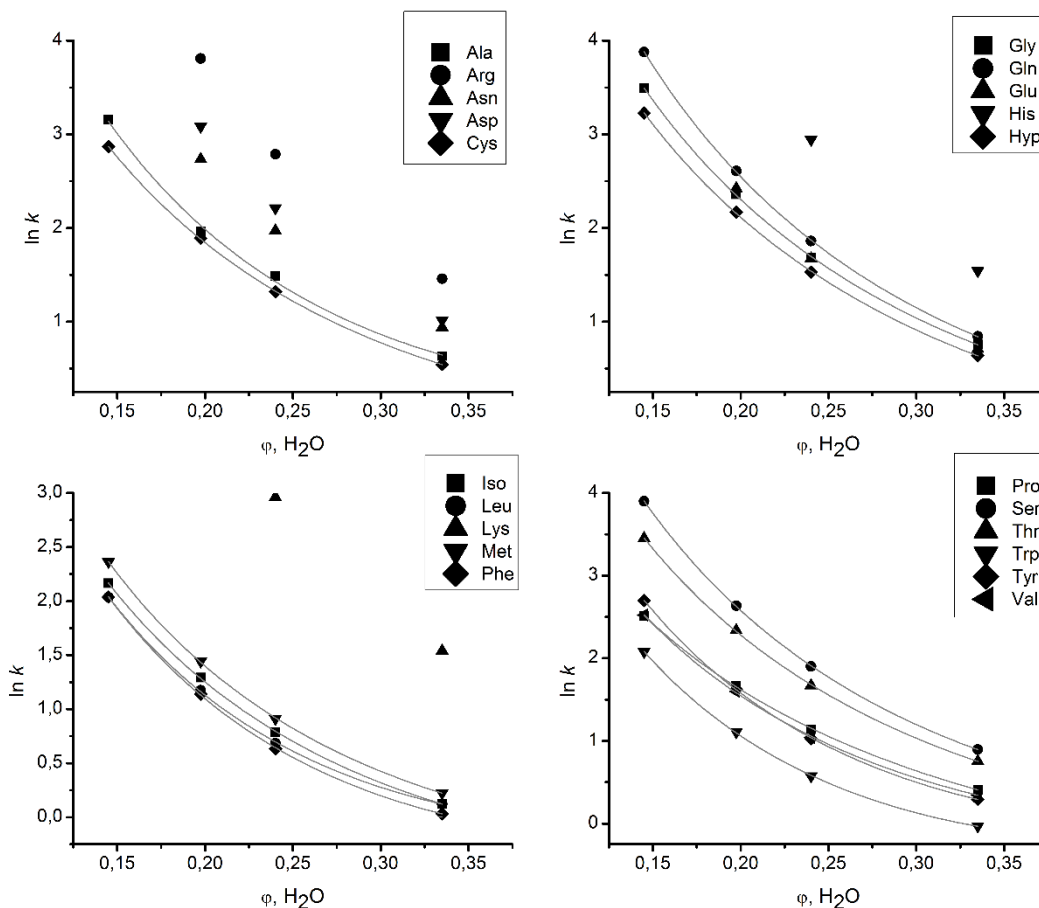 4
3
2
1
ln k
0,15
0,20
0,25
0,30
0,35
φ, H₂O
Ala
Arg
Asn
Asp
Cys
4
3
2
1
ln k
0,15
0,20
0,25
0,30
0,35
φ, H₂O
Gly
Gln
Glu
His
Hyp
3,0
2,5
2,0
1,5
1,0
0,5
0,0
ln k
0,15
0,20
0,25
0,30
0,35
φ, H₂O
Iso
Leu
Lys
Met
Phe
4
3
2
1
0
ln k
0,15
0,20
0,25
0,30
0,35
φ, H₂O
Pro
Ser
Thr
Trp
Tyr
Val